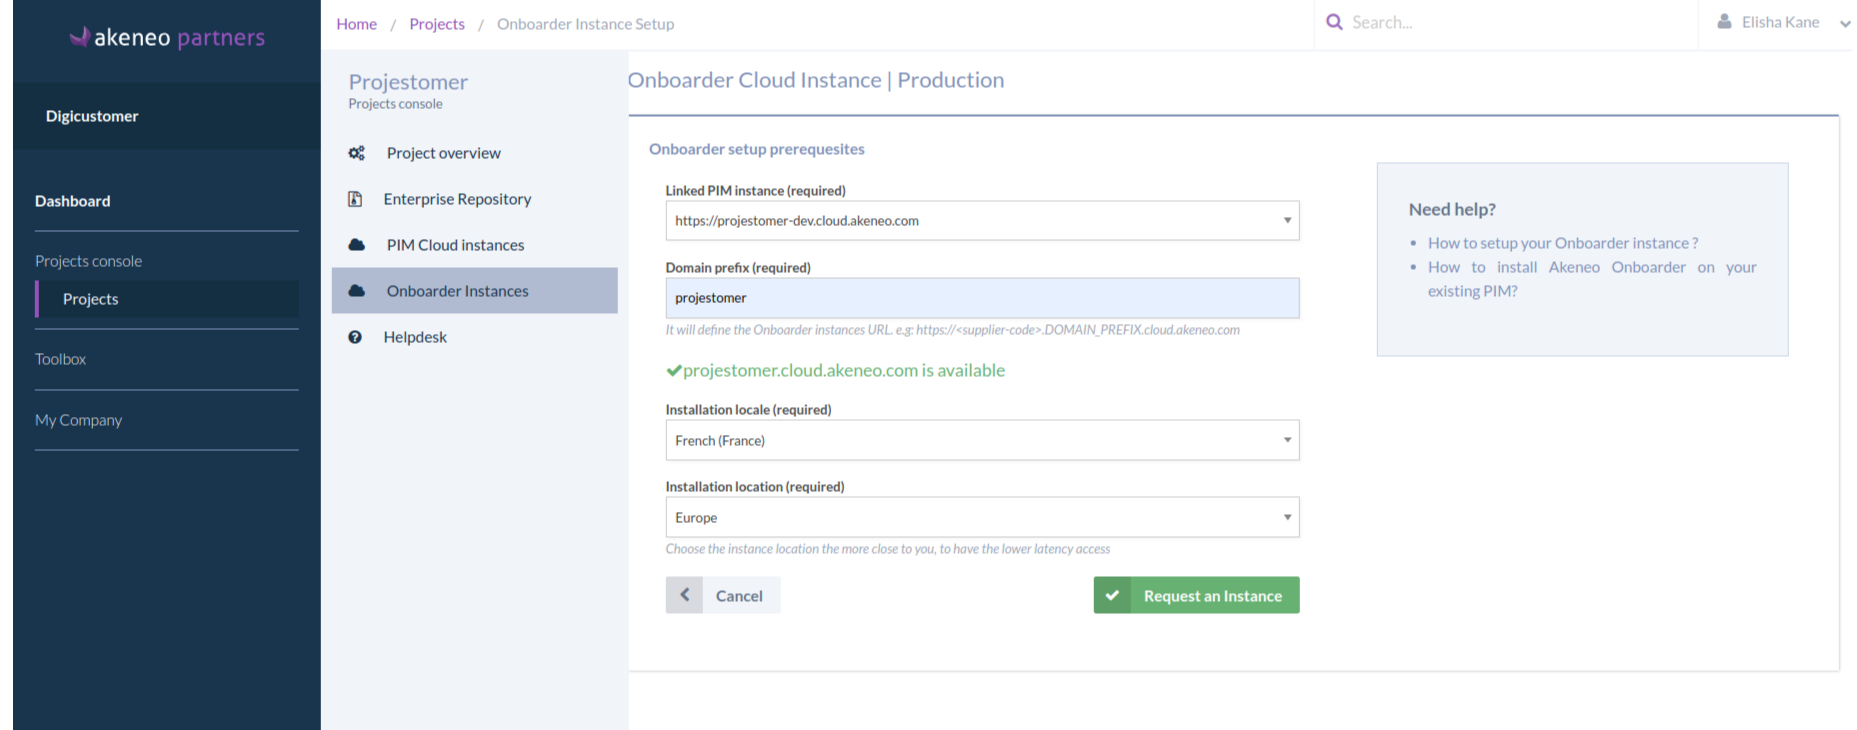 akeneo partners
Digicustomer
Dashboard
Projects console
Projects
Toolbox
My Company
Home / Projects / Onboarder Instance Setup
Search...
Elisha Kane
Projestomer
Projects console
Project overview
Enterprise Repository
PIM Cloud instances
Onboarder Instances
Helpdesk
Onboarder Cloud Instance | Production
Onboarder setup prerequesites
Linked PIM instance (required)
https://projestomer-dev.cloud.akeneo.com
Domain prefix (required)
projestomer
It will define the Onboarder instances URL. e.g: https://<supplier-code>.DOMAIN_PREFIX.cloud.akeneo.com
projestomer.cloud.akeneo.com is available
Installation locale (required)
French (France)
Installation location (required)
Europe
Choose the instance location the more close to you, to have the lower latency access
Cancel
Request an Instance
Need help?
• How to setup your Onboarder instance ?
• How to install Akeneo Onboarder on your
existing PIM?